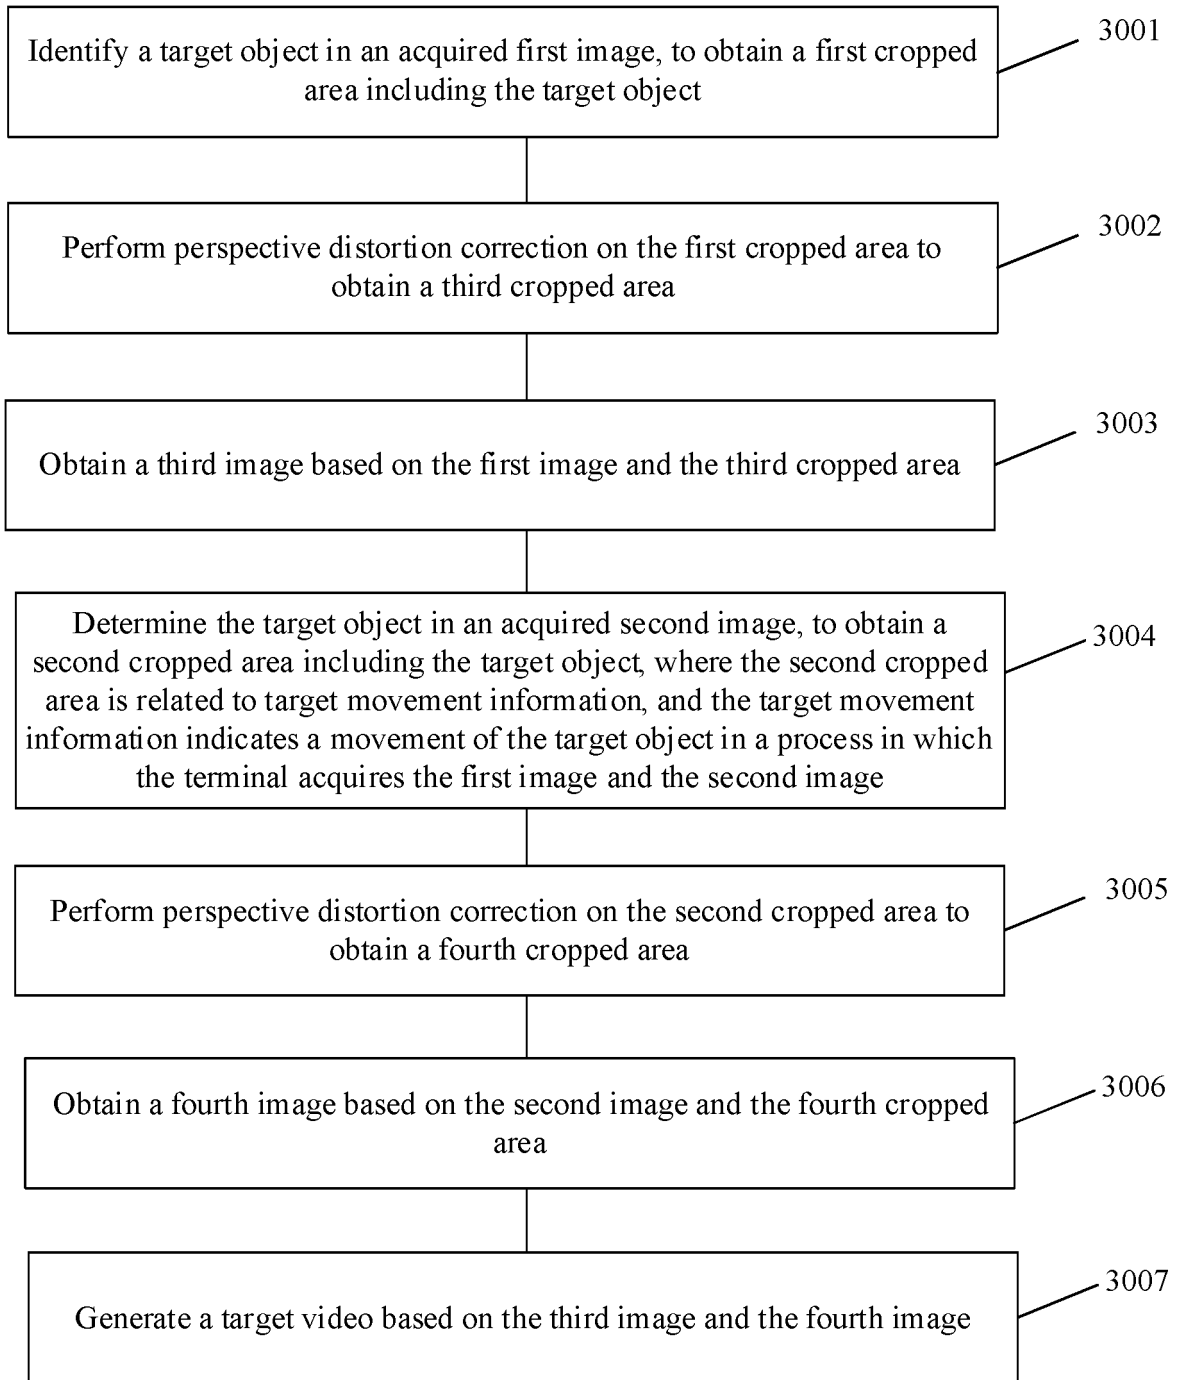 3001
Identify a target object in an acquired first image, to obtain a first cropped
area including the target object
3002
Perform perspective distortion correction on the first cropped area to
obtain a third cropped area
3003
Obtain a third image based on the first image and the third cropped area
Determine the target object in an acquired second image, to obtain a
3004
second cropped area including the target object, where the second cropped
area is related to target movement information, and the target movement
information indicates a movement of the target object in a process in which
the terminal acquires the first image and the second image
3005
Perform perspective distortion correction on the second cropped area to
obtain a fourth cropped area
3006
Obtain a fourth image based on the second image and the fourth cropped
area
3007
Generate a target video based on the third image and the fourth image